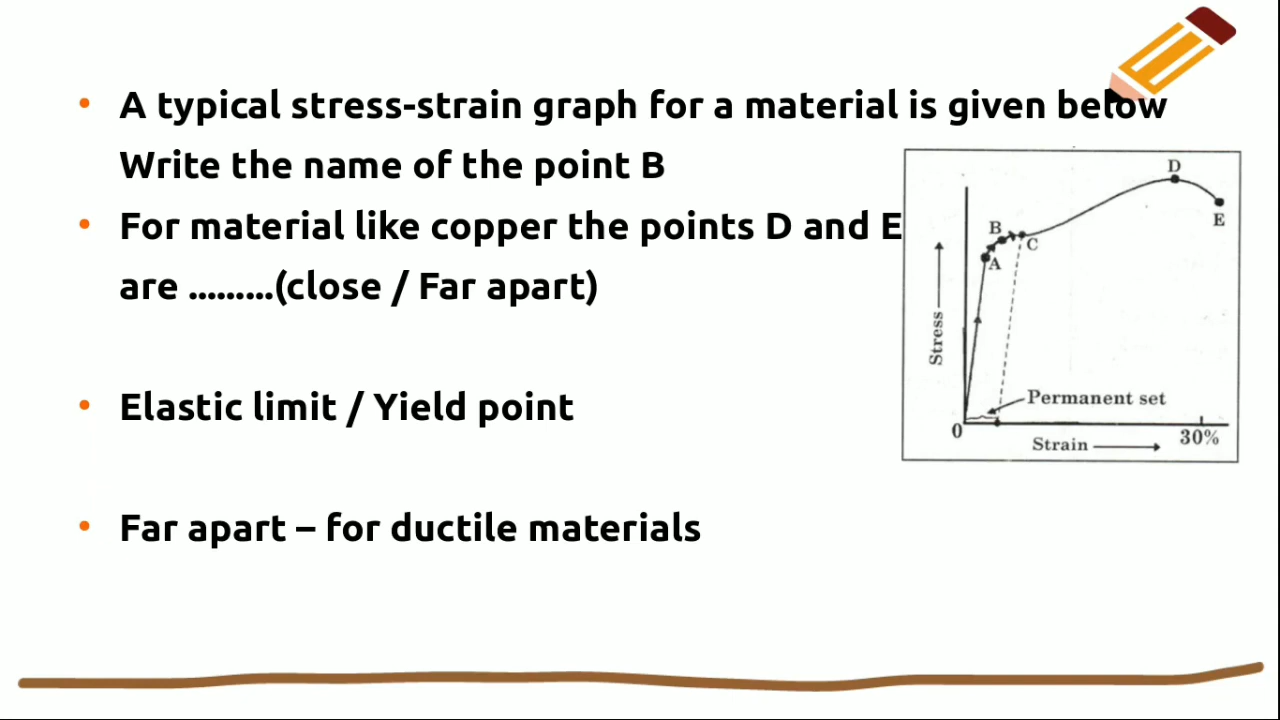 • A typical stress-strain graph for a material is given below
Write the name of the point B
• For material like copper the points D and E
are .........(close / Far apart)
• Elastic limit / Yield point
• Far apart – for ductile materials
D
E
B
C
A
Stress
Permanent set
0
30%
Strain